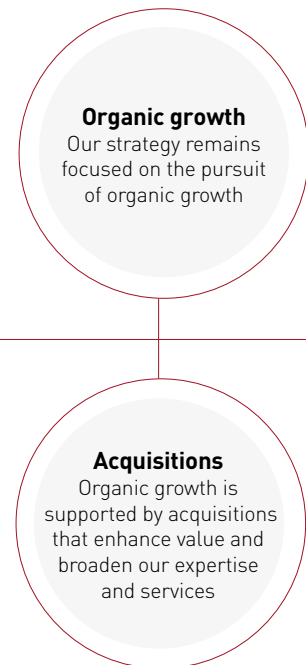 Organic growth
Our strategy remains
focused on the pursuit
of organic growth
Acquisitions
Organic growth is
supported by acquisitions
that enhance value and
broaden our expertise
and services